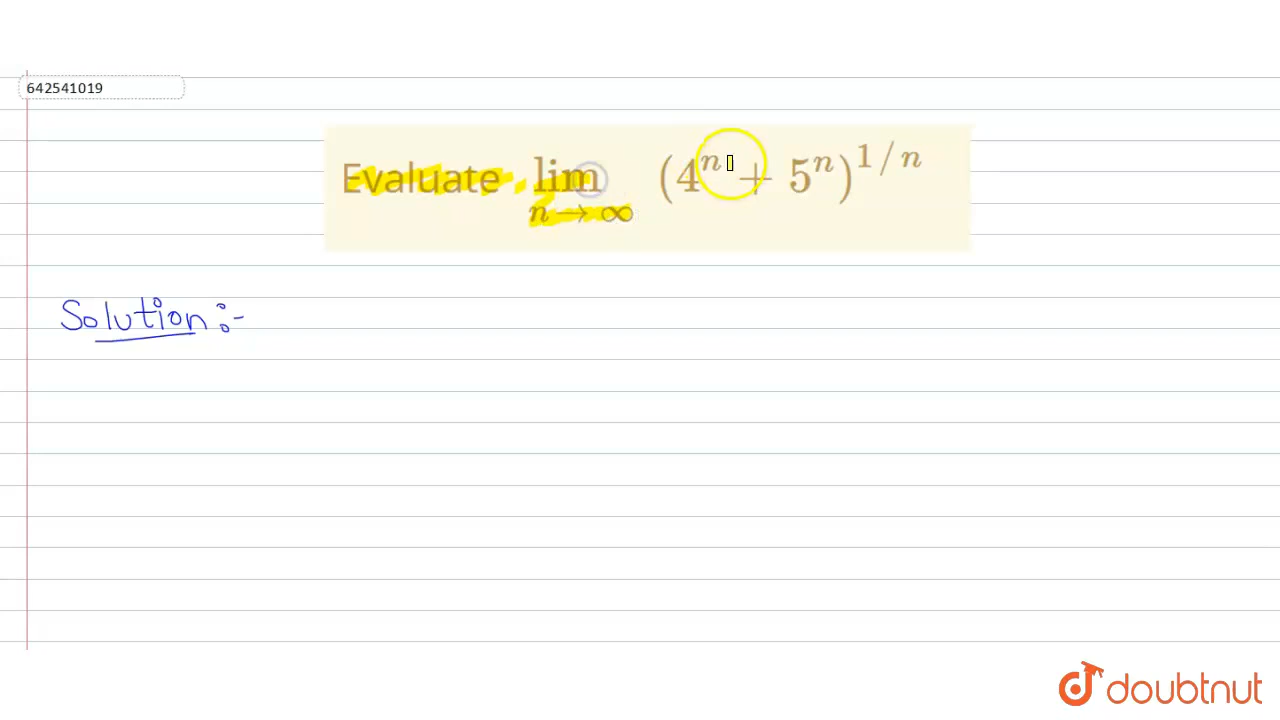 642541019
Evaluate lim n→∞ (4^n + 5^n)^1/n
Solution :-
doubtnut